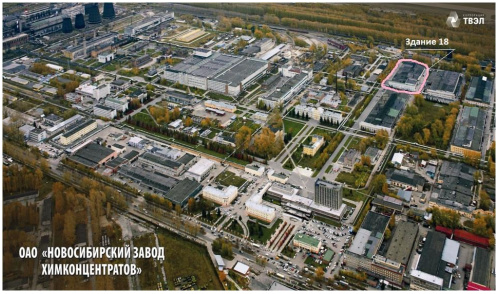 ТВЭЛ
Здание 18
ОАО «НОВОСИБИРСКИЙ ЗАВОД
ХИМКОНЦЕНТРАТОВ»